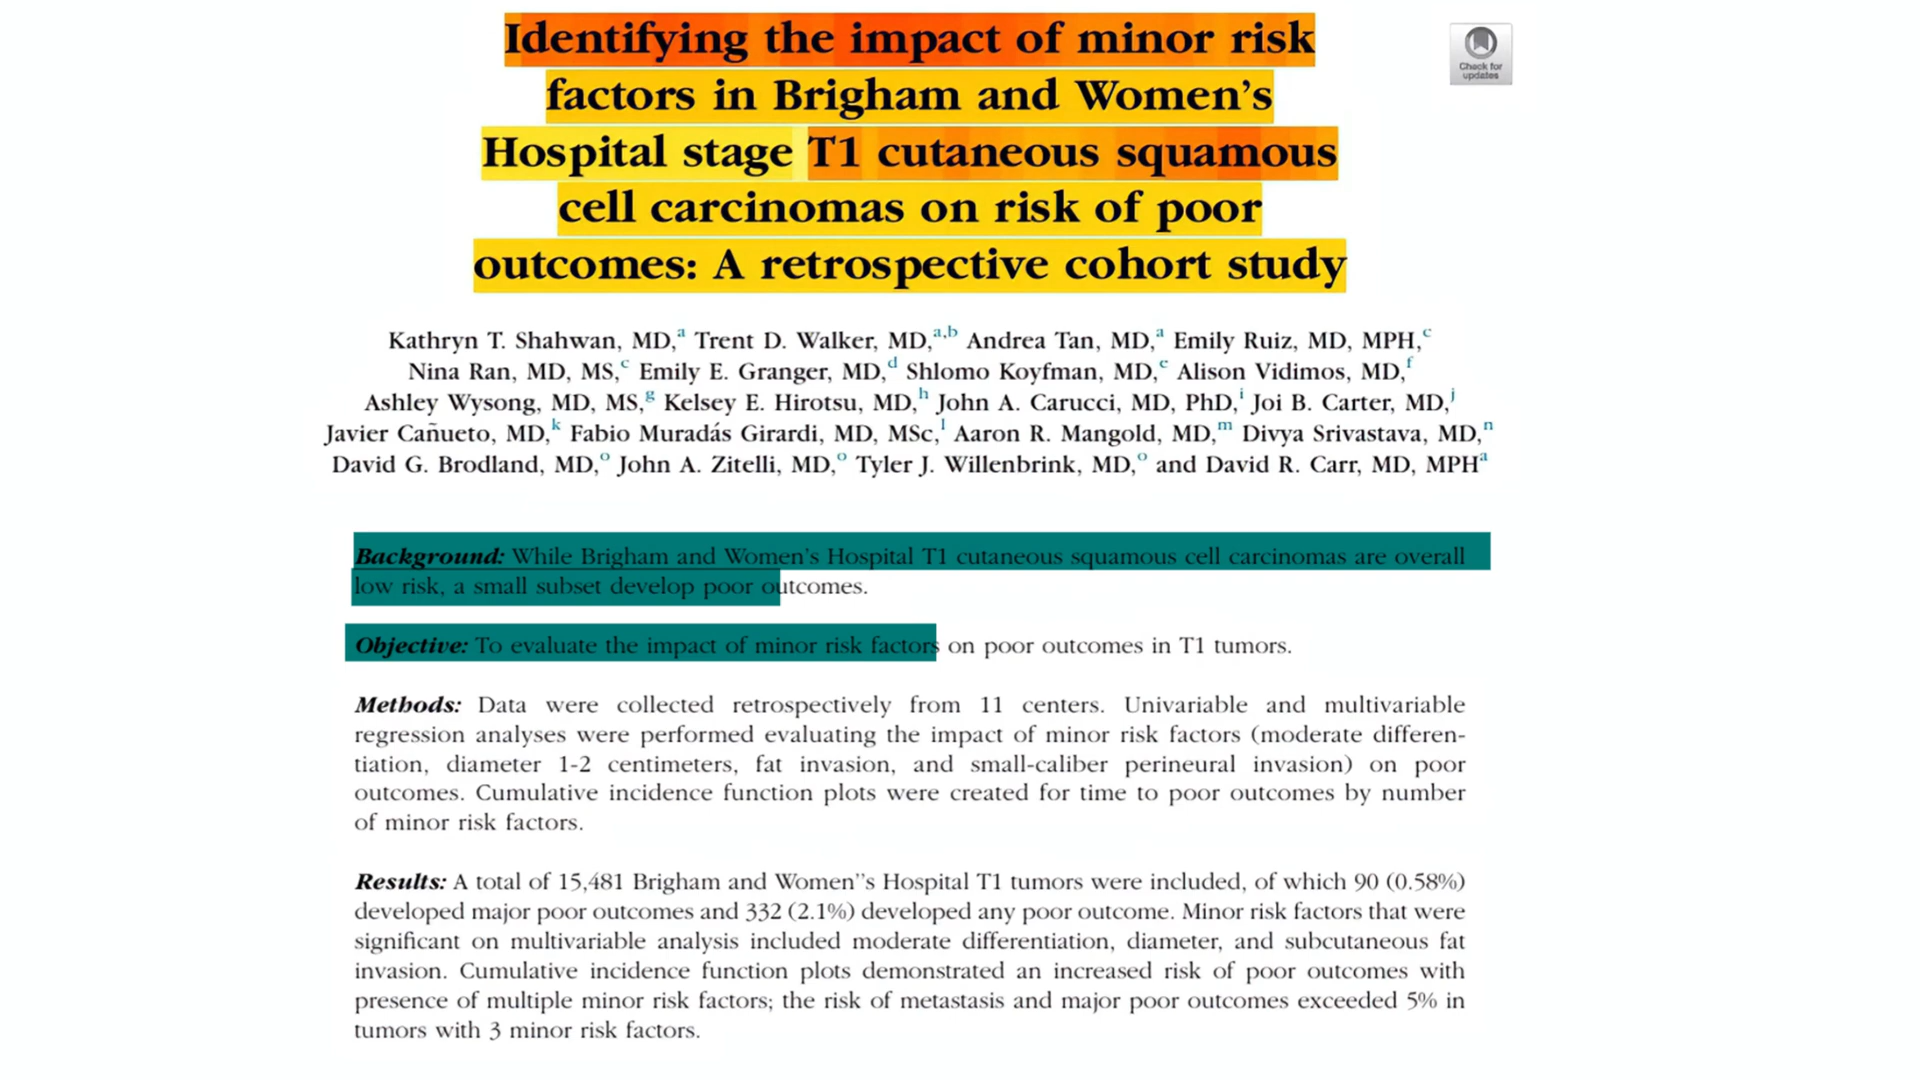 Identifying the impact of minor risk
factors in Brigham and Women's
Hospital stage T1 cutaneous squamous
cell carcinomas on risk of poor
outcomes: A retrospective cohort study
Check for
updates
Kathryn T. Shahwan, MD,a Trent D. Walker, MD,a,b Andrea Tan, MD,a Emily Ruiz, MD, MPH,c
Nina Ran, MD, MS,c Emily E. Granger, MD,d Shlomo Koyfman, MD,e Alison Vidimos, MD,f
Ashley Wysong, MD, MS,g Kelsey E. Hirotsu, MD,h John A. Carucci, MD, PhD,i Joi B. Carter, MD,j
Javier Cañueto, MD,k Fabio Muradás Girardi, MD, MSc,l Aaron R. Mangold, MD,m Divya Srivastava, MD,n
David G. Brodland, MD,o John A. Zitelli, MD,o Tyler J. Willenbrink, MD,o and David R. Carr, MD, MPHa
Background: While Brigham and Women's Hospital T1 cutaneous squamous cell carcinomas are overall
low risk, a small subset develop poor outcomes.
Objective: To evaluate the impact of minor risk factors on poor outcomes in T1 tumors.
Methods: Data were collected retrospectively from 11 centers. Univariable and multivariable
regression analyses were performed evaluating the impact of minor risk factors (moderate differen-
tiation, diameter 1-2 centimeters, fat invasion, and small-caliber perineural invasion) on poor
outcomes. Cumulative incidence function plots were created for time to poor outcomes by number
of minor risk factors.
Results: A total of 15,481 Brigham and Women''s Hospital T1 tumors were included, of which 90 (0.58%)
developed major poor outcomes and 332 (2.1%) developed any poor outcome. Minor risk factors that were
significant on multivariable analysis included moderate differentiation, diameter, and subcutaneous fat
invasion. Cumulative incidence function plots demonstrated an increased risk of poor outcomes with
presence of multiple minor risk factors; the risk of metastasis and major poor outcomes exceeded 5% in
tumors with 3 minor risk factors.